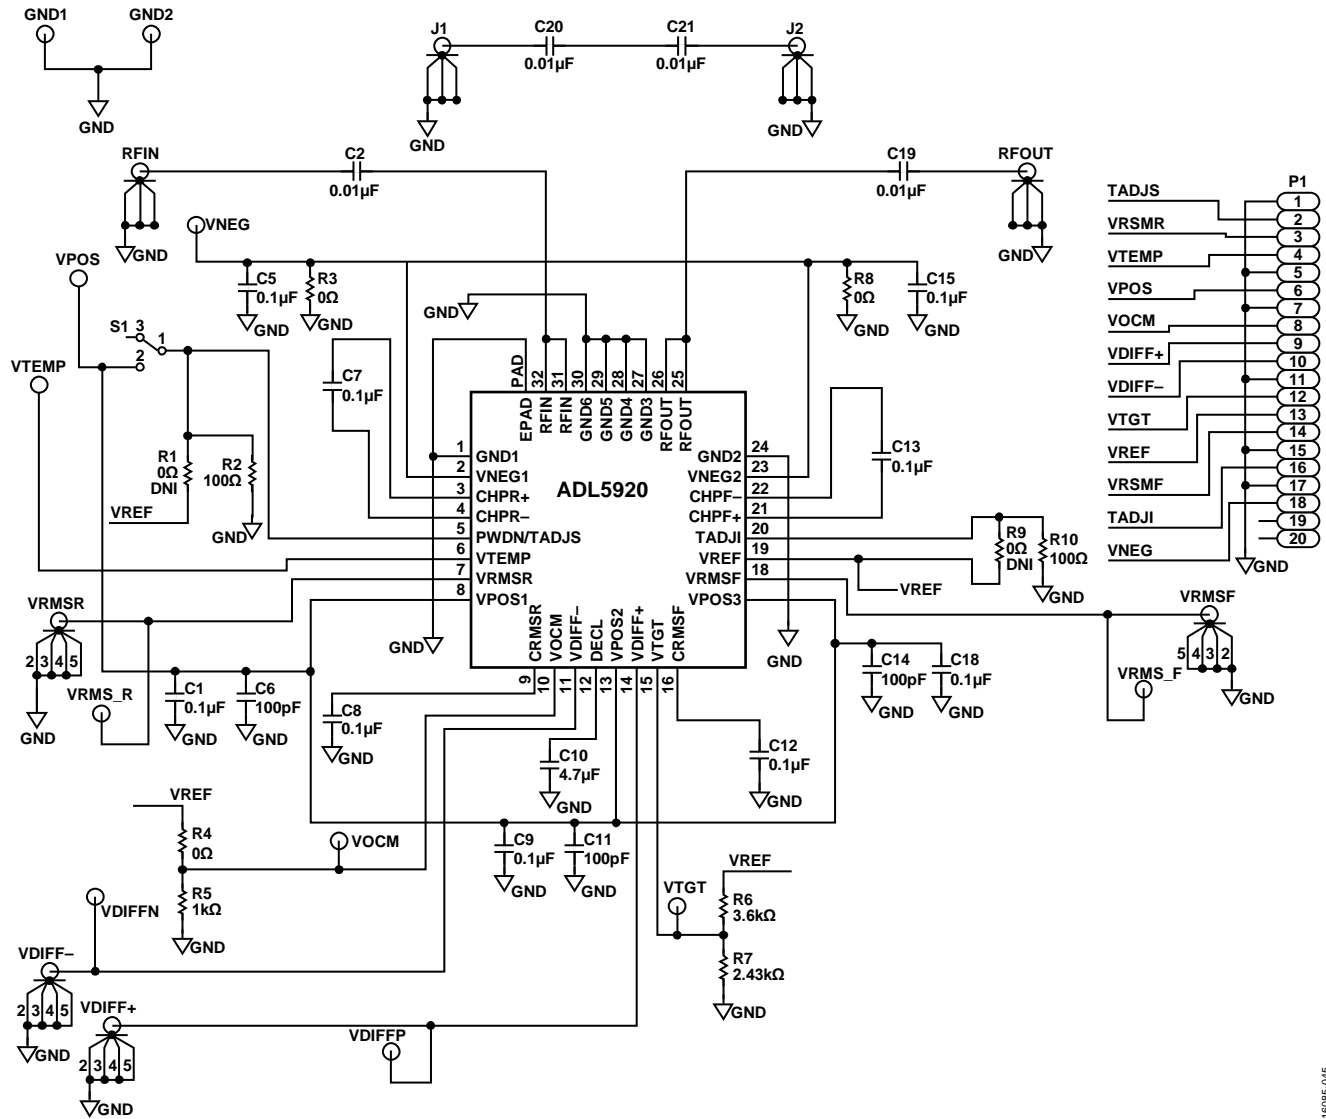 GND1
GND2
GND
J1
C20
0.01µF
C21
0.01µF
J2
GND
GND
RFIN
GND
C2
0.01µF
C19
0.01µF
RFOUT
GND
VNEG
C5
0.1µF
GND
R3
0Ω
GND
GND
R8
0Ω
GND
C15
0.1µF
GND
VPOS
S1
3
1
2
VTEMP
R1
0Ω
DNI
R2
100Ω
VREF
GND
C7
0.1µF
PAD
32
31
30
29
28
27
26
25
EPAD
RFIN
RFIN
GND6
GND5
GND4
GND3
RFOUT
RFOUT
ADL5920
1 GND1
2 VNEG1
3 CHPR+
4 CHPR–
5 PWDN/TADJS
6 VTEMP
7 VRMSR
8 VPOS1
GND2 24
VNEG2 23
CHPF– 22
CHPF+ 21
TADJI 20
VREF 19
VRMSF 18
VPOS3
CRMSR
VOCM
VDIFF–
DECL
VPOS2
VDIFF+
VTGT
CRMSF
9
10
11
12
13
14
15
16
GND
GND
C13
0.1µF
R9
0Ω
DNI
R10
100Ω
GND
VREF
P1
TADJS
VRSMR
VTEMP
VPOS
VOCM
VDIFF+
VDIFF–
VTGT
VREF
VRSMF
TADJI
VNEG
1
2
3
4
5
6
7
8
9
10
11
12
13
14
15
16
17
18
19
20
GND
VRMSR
2 3 4 5
GND
VRMS_R
C1
0.1µF
GND
C6
100pF
GND
C8
0.1µF
GND
C10
4.7µF
GND
C12
0.1µF
GND
C14
100pF
GND
C18
0.1µF
GND
VRMSF
5 4 3 2
GND
VRMS_F
VREF
R4
0Ω
R5
1kΩ
GND
VOCM
C9
0.1µF
GND
C11
100pF
GND
VTGT
VREF
R6
3.6kΩ
R7
2.43kΩ
GND
VDIFFN
VDIFF–
2 3 4 5
GND
VDIFF+
2 3 4 5
GND
VDIFFP
16085-045